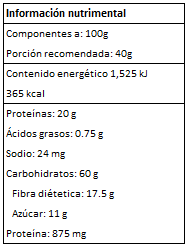 Información nutrimental
Componentes a: 100g
Porción recomendada: 40g
Contenido energético 1,525 kJ
365 kcal
Proteínas: 20 g
Ácidos grasos: 0.75 g
Sodio: 24 mg
Carbohidratos: 60 g
Fibra diétetica: 17.5 g
Azúcar: 11 g
Proteína: 875 mg